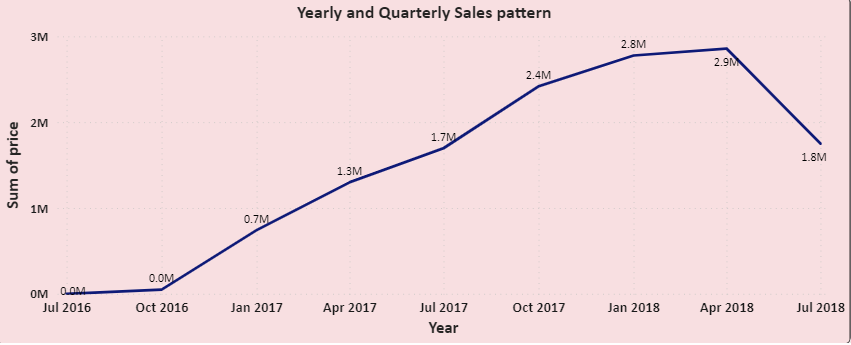 Yearly and Quarterly Sales pattern
3M
2M
1M
0M
Sum of price
0.0M
0.0M
0.7M
1.3M
1.7M
2.4M
2.8M
2.9M
1.8M
Jul 2016 Oct 2016 Jan 2017 Apr 2017 Jul 2017 Oct 2017 Jan 2018 Apr 2018 Jul 2018
Year